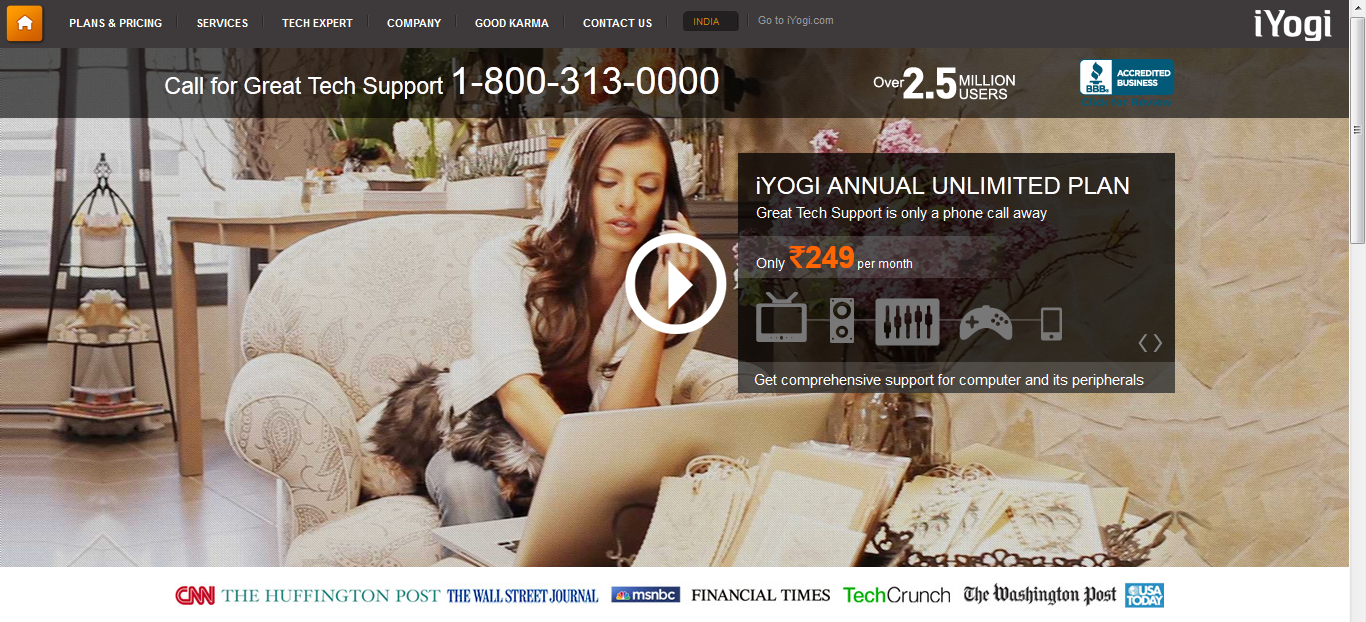 PLANS & PRICING
SERVICES
TECH EXPERT
COMPANY
GOOD KARMA
CONTACT US
INDIA
Go to iYogi.com
iYogi
Call for Great Tech Support 1-800-313-0000
Over 2.5 MILLION USERS
BBB. ACCREDITED BUSINESS
iYOGI ANNUAL UNLIMITED PLAN
Great Tech Support is only a phone call away
Only ₹249 per month
Get comprehensive support for computer and its peripherals
CNN THE HUFFINGTON POST THE WALL STREET JOURNAL msnbc FINANCIAL TIMES TechCrunch The Washington Post USA TODAY